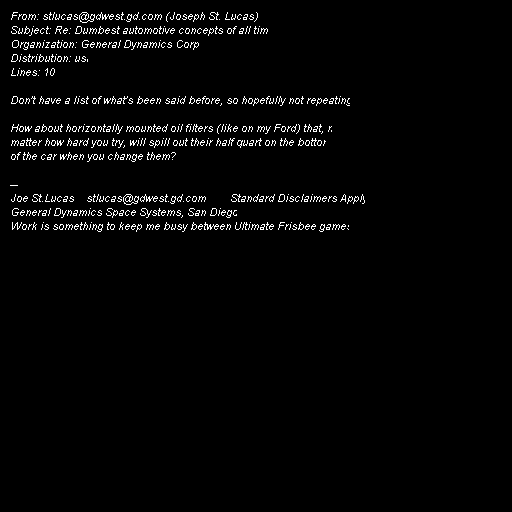 From: stlucas@gdwest.gd.com (Joseph St. Lucas)
Subject: Re: Dumbest automotive concepts of all tim
Organization: General Dynamics Corp
Distribution: usa
Lines: 10

Don't have a list of what's been said before, so hopefully not repeating

How about horizontally mounted oil filters (like on my Ford) that,
matter how hard you try, will spill out their half quart on the bottom
of the car when you change them?

--
Joe St.Lucas stlucas@gdwest.gd.com Standard Disclaimers Apply
General Dynamics Space Systems, San Diego
Work is something to keep me busy between Ultimate Frisbee games